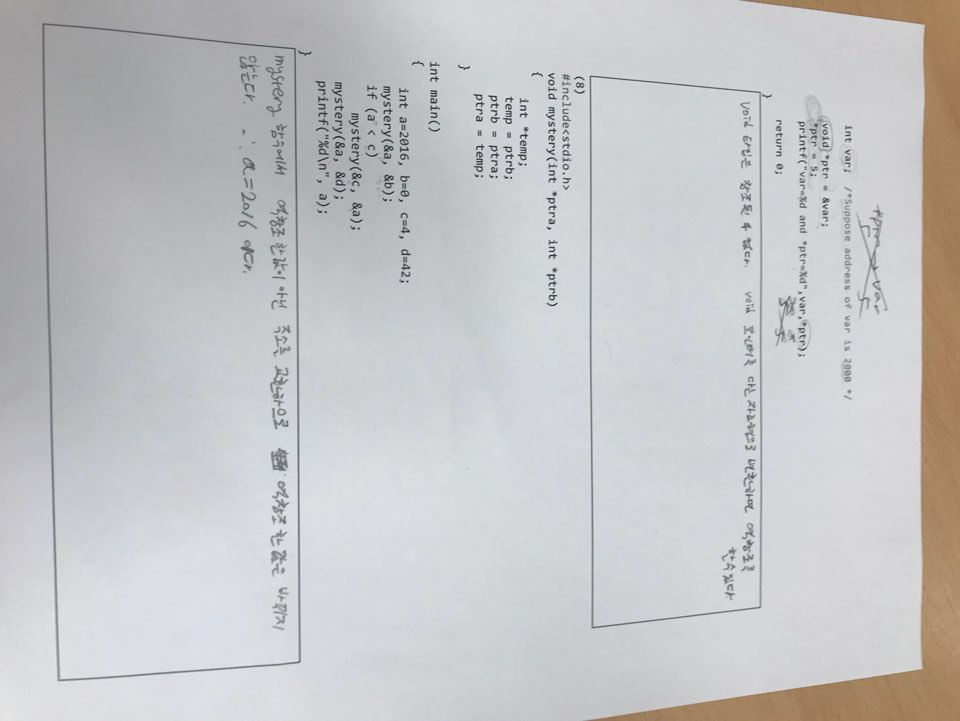 *ptra → var
5 5
int var; /*Suppose address of var is 2000 */
void *ptr = &var;
*ptr = 5;
printf("var=%d and *ptr=%d",var,*ptr);
5 5
return 0;
}
void 타입은 참조될 수 없다. void 포인터를 다른 자료형으로 변환하면 역참조를
할수있다
(8)
#include<stdio.h>
void mystery(int *ptra, int *ptrb)
{
int *temp;
temp = ptrb;
ptrb = ptra;
ptra = temp;
}
int main()
{
int a=2016, b=0, c=4, d=42;
mystery(&a, &b);
if (a < c)
mystery(&c, &a);
mystery(&a, &d);
printf("%d\n", a);
}
mystery 함수에서 역참조 한값이 아닌 주소를 교환하므로 역참조 한 값은 바뀌지
않는다. ∴ a=2016 이다.